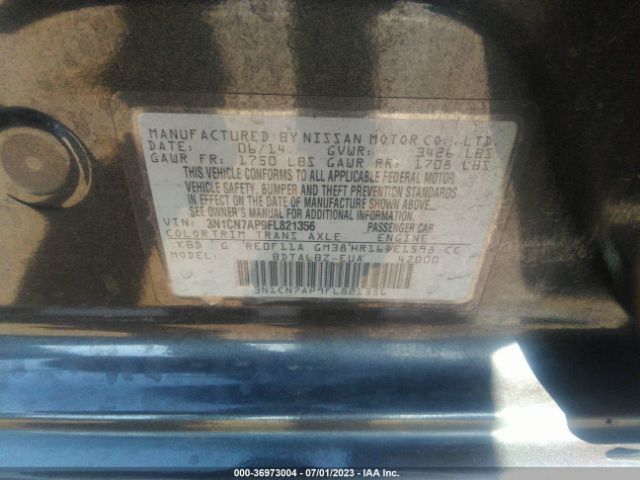 MANUFACTURED BY NISSAN MOTOR CO., LTD.
DATE: 06/14 GVWR: 3426 LBS
GAWR FR: 1750 LBS GAWR RR: 1708 LBS
THIS VEHICLE CONFORMS TO ALL APPLICABLE FEDERAL MOTOR
VEHICLE SAFETY, BUMPER AND THEFT PREVENTION STANDARDS
IN EFFECT ON THE DATE OF MANUFACTURE SHOWN ABOVE.
SEE OWNER'S MANUAL FOR ADDITIONAL INFORMATION
VIN: 3N1CN7AP9FL821356 PASSENGER CAR
COLOR TRIM TRANS AXLE ENGINE
KBD G RE0F11A GM38 HR16DE 1598 CC
BDTALBZ-EUA 42000
3N1CN7AP9FL821356
000-36973004 - 07/01/2023 - IAA Inc.